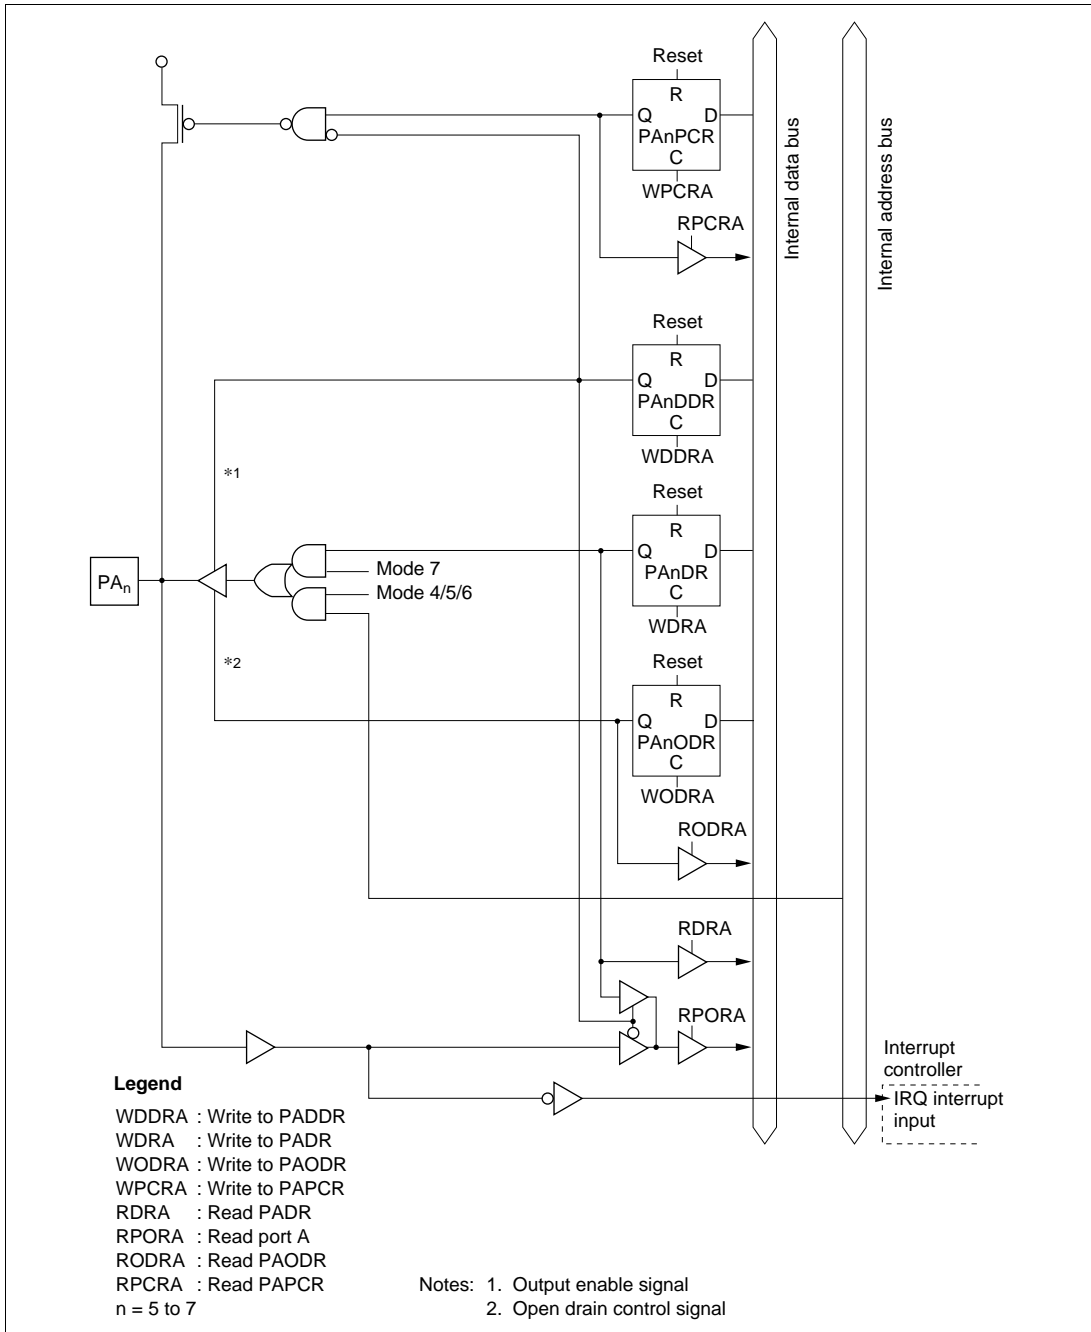 Reset
R
Q D
PAnPCR
C
WPCRA
RPCRA
Internal data bus
Internal address bus
Reset
R
Q D
PAnDDR
C
WDDRA
*1
Reset
R
Q D
PAnDR
C
WDRA
PAn
Mode 7
Mode 4/5/6
*2
Reset
R
Q D
PAnODR
C
WODRA
RODRA
RDRA
RPORA
Interrupt
controller
IRQ interrupt
input
Legend
WDDRA : Write to PADDR
WDRA : Write to PADR
WODRA : Write to PAODR
WPCRA : Write to PAPCR
RDRA : Read PADR
RPORA : Read port A
RODRA : Read PAODR
RPCRA : Read PAPCR
n = 5 to 7
Notes: 1. Output enable signal
2. Open drain control signal